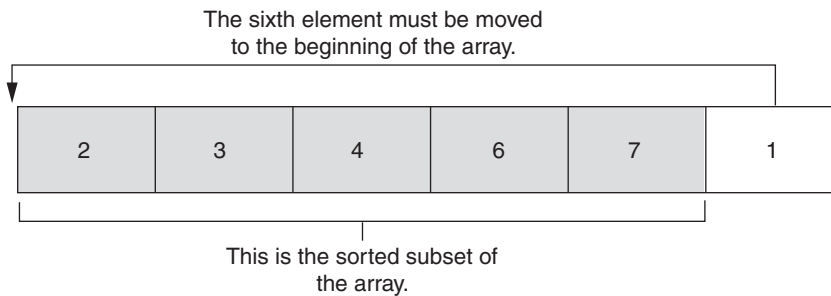 The sixth element must be moved
to the beginning of the array.
2 3 4 6 7 1
This is the sorted subset of
the array.